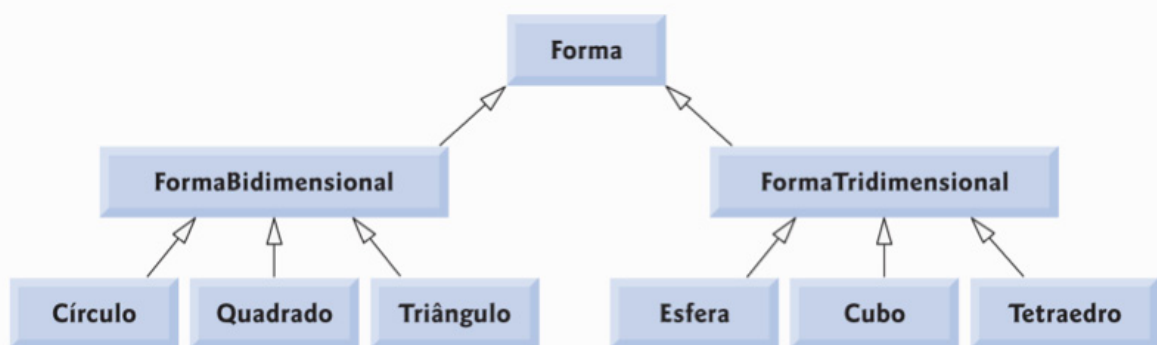 Forma
FormaBidimensional
FormaTridimensional
Círculo
Quadrado
Triângulo
Esfera
Cubo
Tetraedro